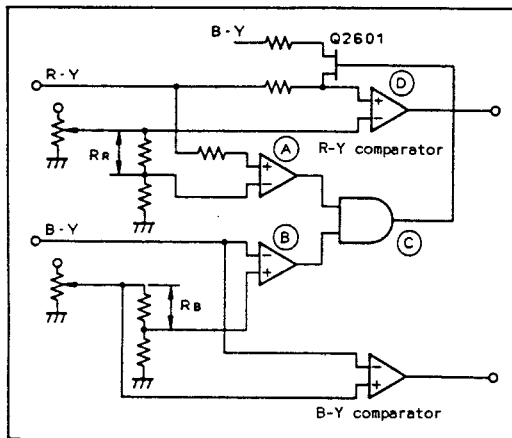 B-Y
Q2601
R-Y
D
R-Y comparator
RR
A
B-Y
B
C
RB
B-Y comparator